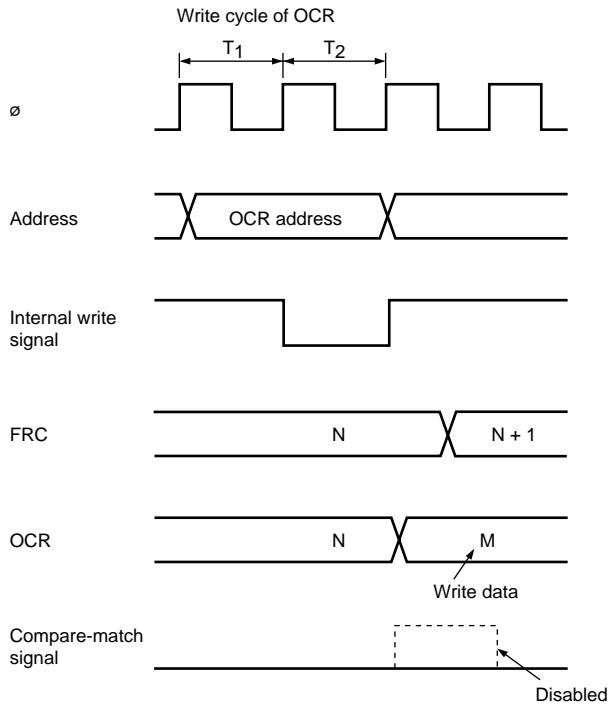 Write cycle of OCR
T1 T2
ø
Address OCR address
Internal write
signal
FRC N N + 1
OCR N M
Write data
Compare-match
signal
Disabled